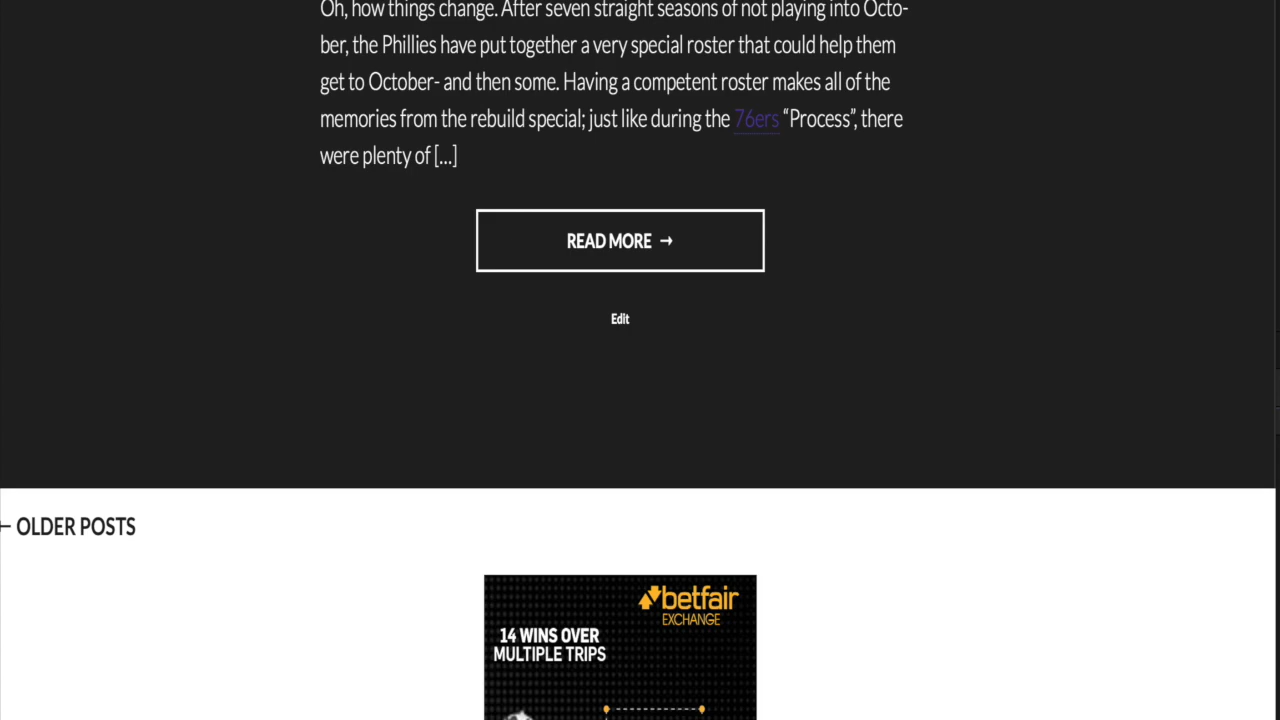 Oh, how things change. After seven straight seasons of not playing into Octo-
ber, the Phillies have put together a very special roster that could help them
get to October- and then some. Having a competent roster makes all of the
memories from the rebuild special; just like during the 76ers “Process”, there
were plenty of [...]
READ MORE →
Edit
← OLDER POSTS
betfair
EXCHANGE
14 WINS OVER
MULTIPLE TRIPS